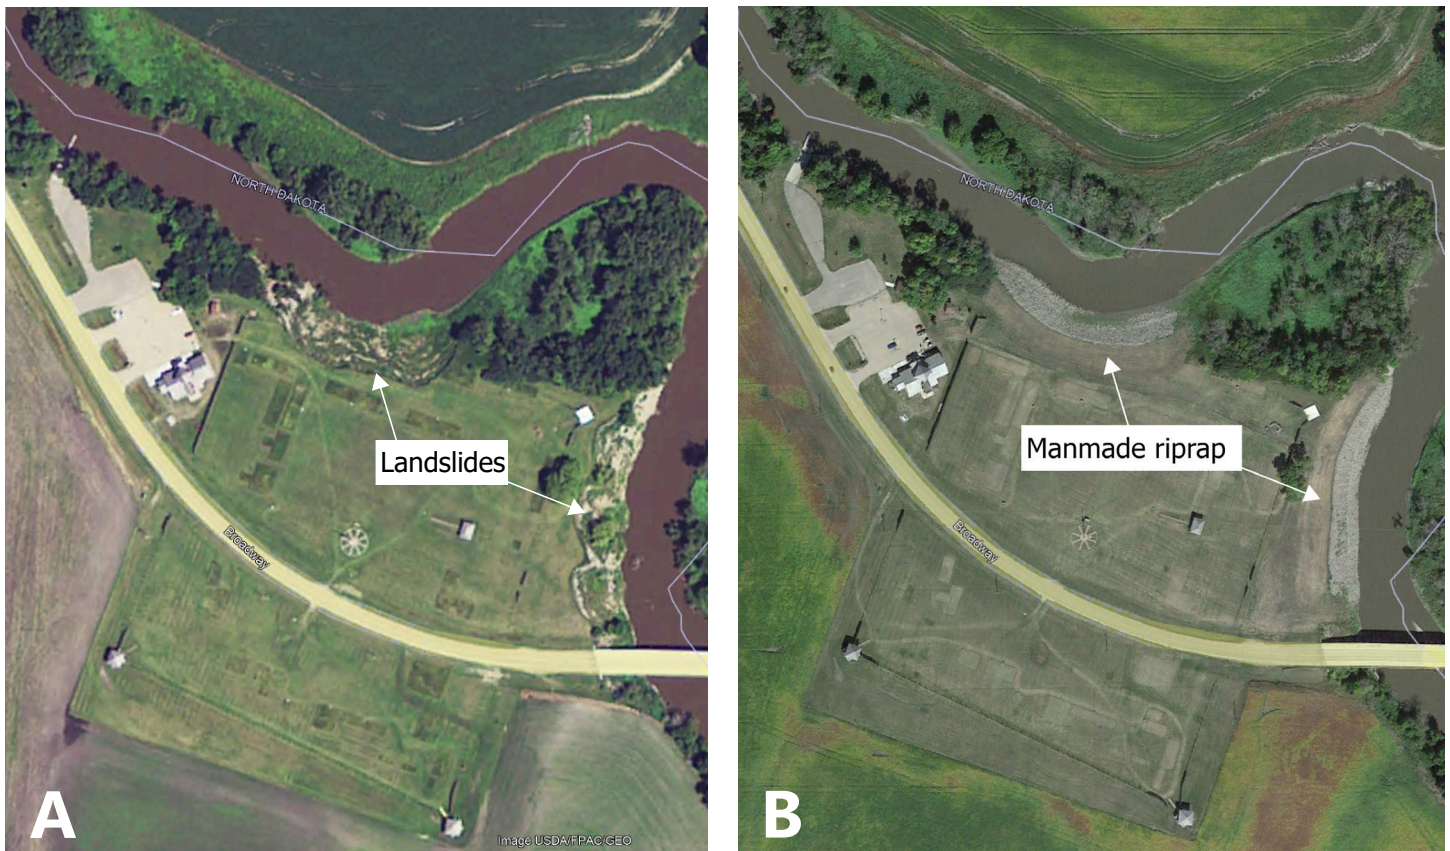 NORTH DAKOTA
Landslides
Broadway
A
Image USDA/FPAC/GEO
NORTH DAKOTA
Manmade riprap
Broadway
B